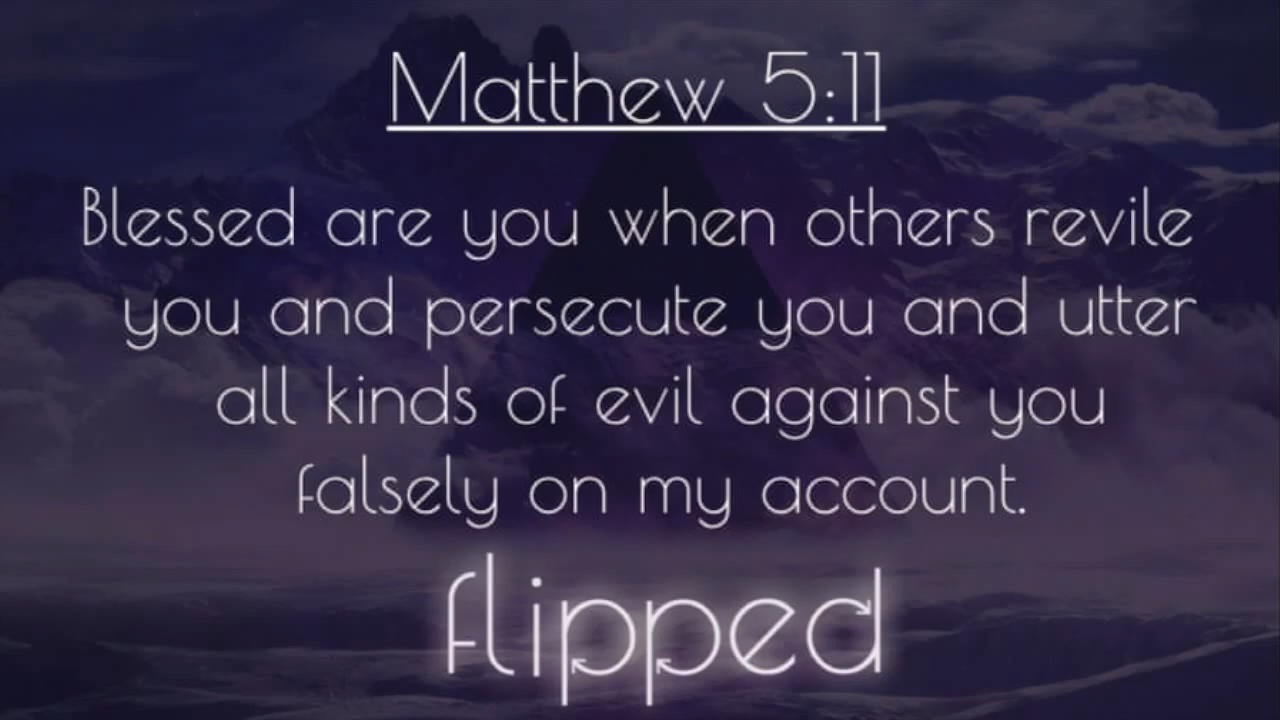 Matthew 5:11
Blessed are you when others revile
you and persecute you and utter
all kinds of evil against you
falsely on my account.
flipped